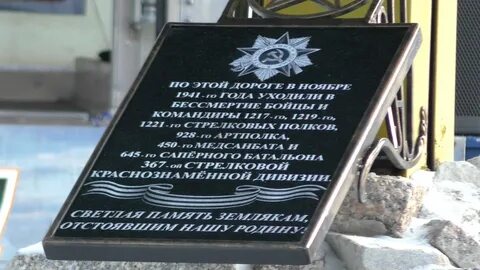 ПО ЭТОЙ ДОРОГЕ В НОЯБРЕ
1941-го ГОДА УХОДИЛИ В
БЕССМЕРТИЕ БОЙЦЫ И
КОМАНДИРЫ 1217-го, 1219-го,
1221-го СТРЕЛКОВЫХ ПОЛКОВ,
928-го АРТПОЛКА,
450-го МЕДСАНБАТА И
645-го САПЁРНОГО БАТАЛЬОНА
367-ой СТРЕЛКОВОЙ
КРАСНОЗНАМЁННОЙ ДИВИЗИИ.
СВЕТЛАЯ ПАМЯТЬ ЗЕМЛЯКАМ,
ОТСТОЯВШИМ НАШУ РОДИНУ!